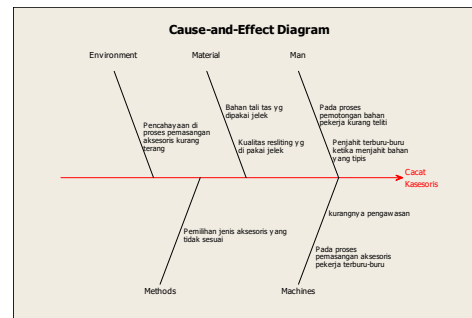 Cause-and-Effect Diagram
Environment
Material
Man
Pencahayaan di
proses pemasangan
aksesoris kurang
terang
Bahan tali tas yg
dipakai jelek
Kualitas resliting yg
di pakai jelek
Pada proses
pemotongan bahan
pekerja kurang teliti
Penjahit terburu-buru
ketika menjahit bahan
yang tipis
Cacat
Kasesoris
Pemilihan jenis aksesoris yang
tidak sesuai
kurangnya pengawasan
Pada proses
pemasangan aksesoris
pekerja terburu-buru
Methods
Machines